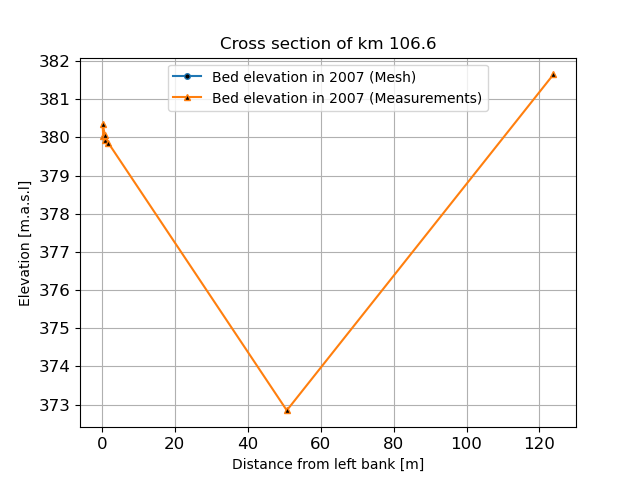 Cross section of km 106.6
Bed elevation in 2007 (Mesh)
Bed elevation in 2007 (Measurements)
Elevation [m.a.s.l]
382
381
380
379
378
377
376
375
374
373
0 20 40 60 80 100 120
Distance from left bank [m]